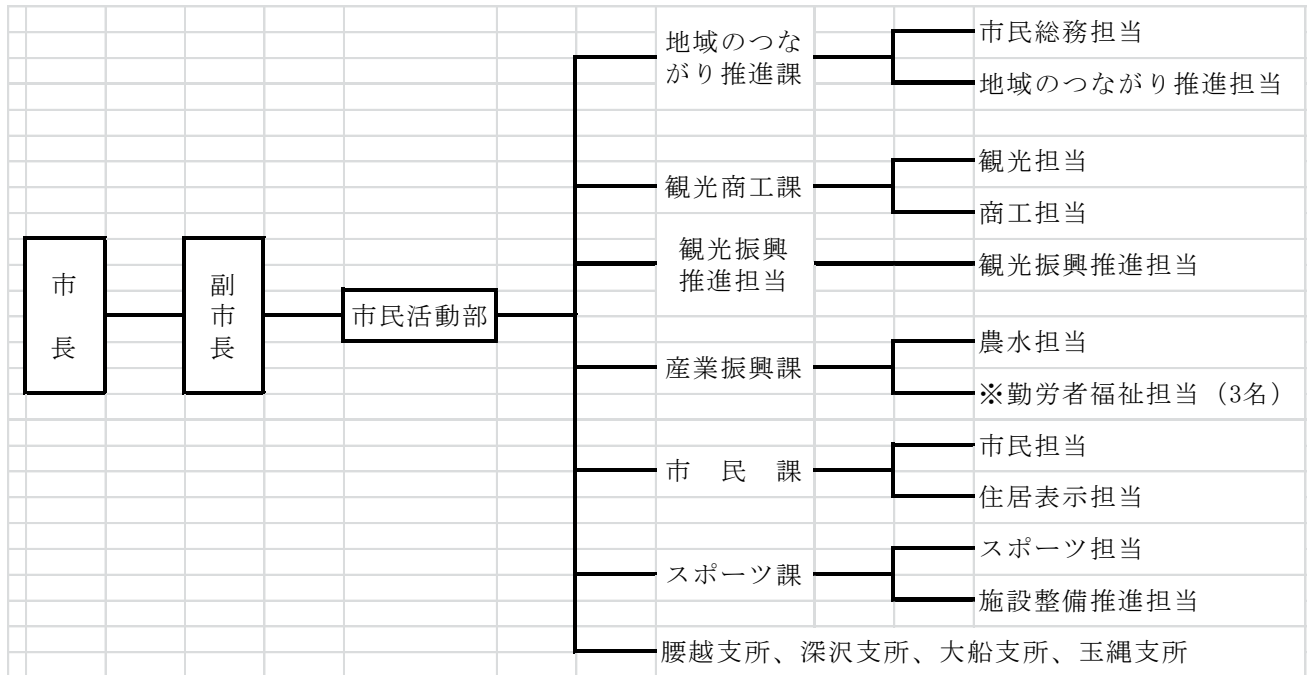 市長
副市長
市民活動部
地域のつな
がり推進課
市民総務担当
地域のつながり推進担当
観光商工課
観光担当
商工担当
観光振興
推進担当
観光振興推進担当
産業振興課
農水担当
※勤労者福祉担当（3名）
市　民　課
市民担当
住居表示担当
スポーツ課
スポーツ担当
施設整備推進担当
腰越支所、深沢支所、大船支所、玉縄支所